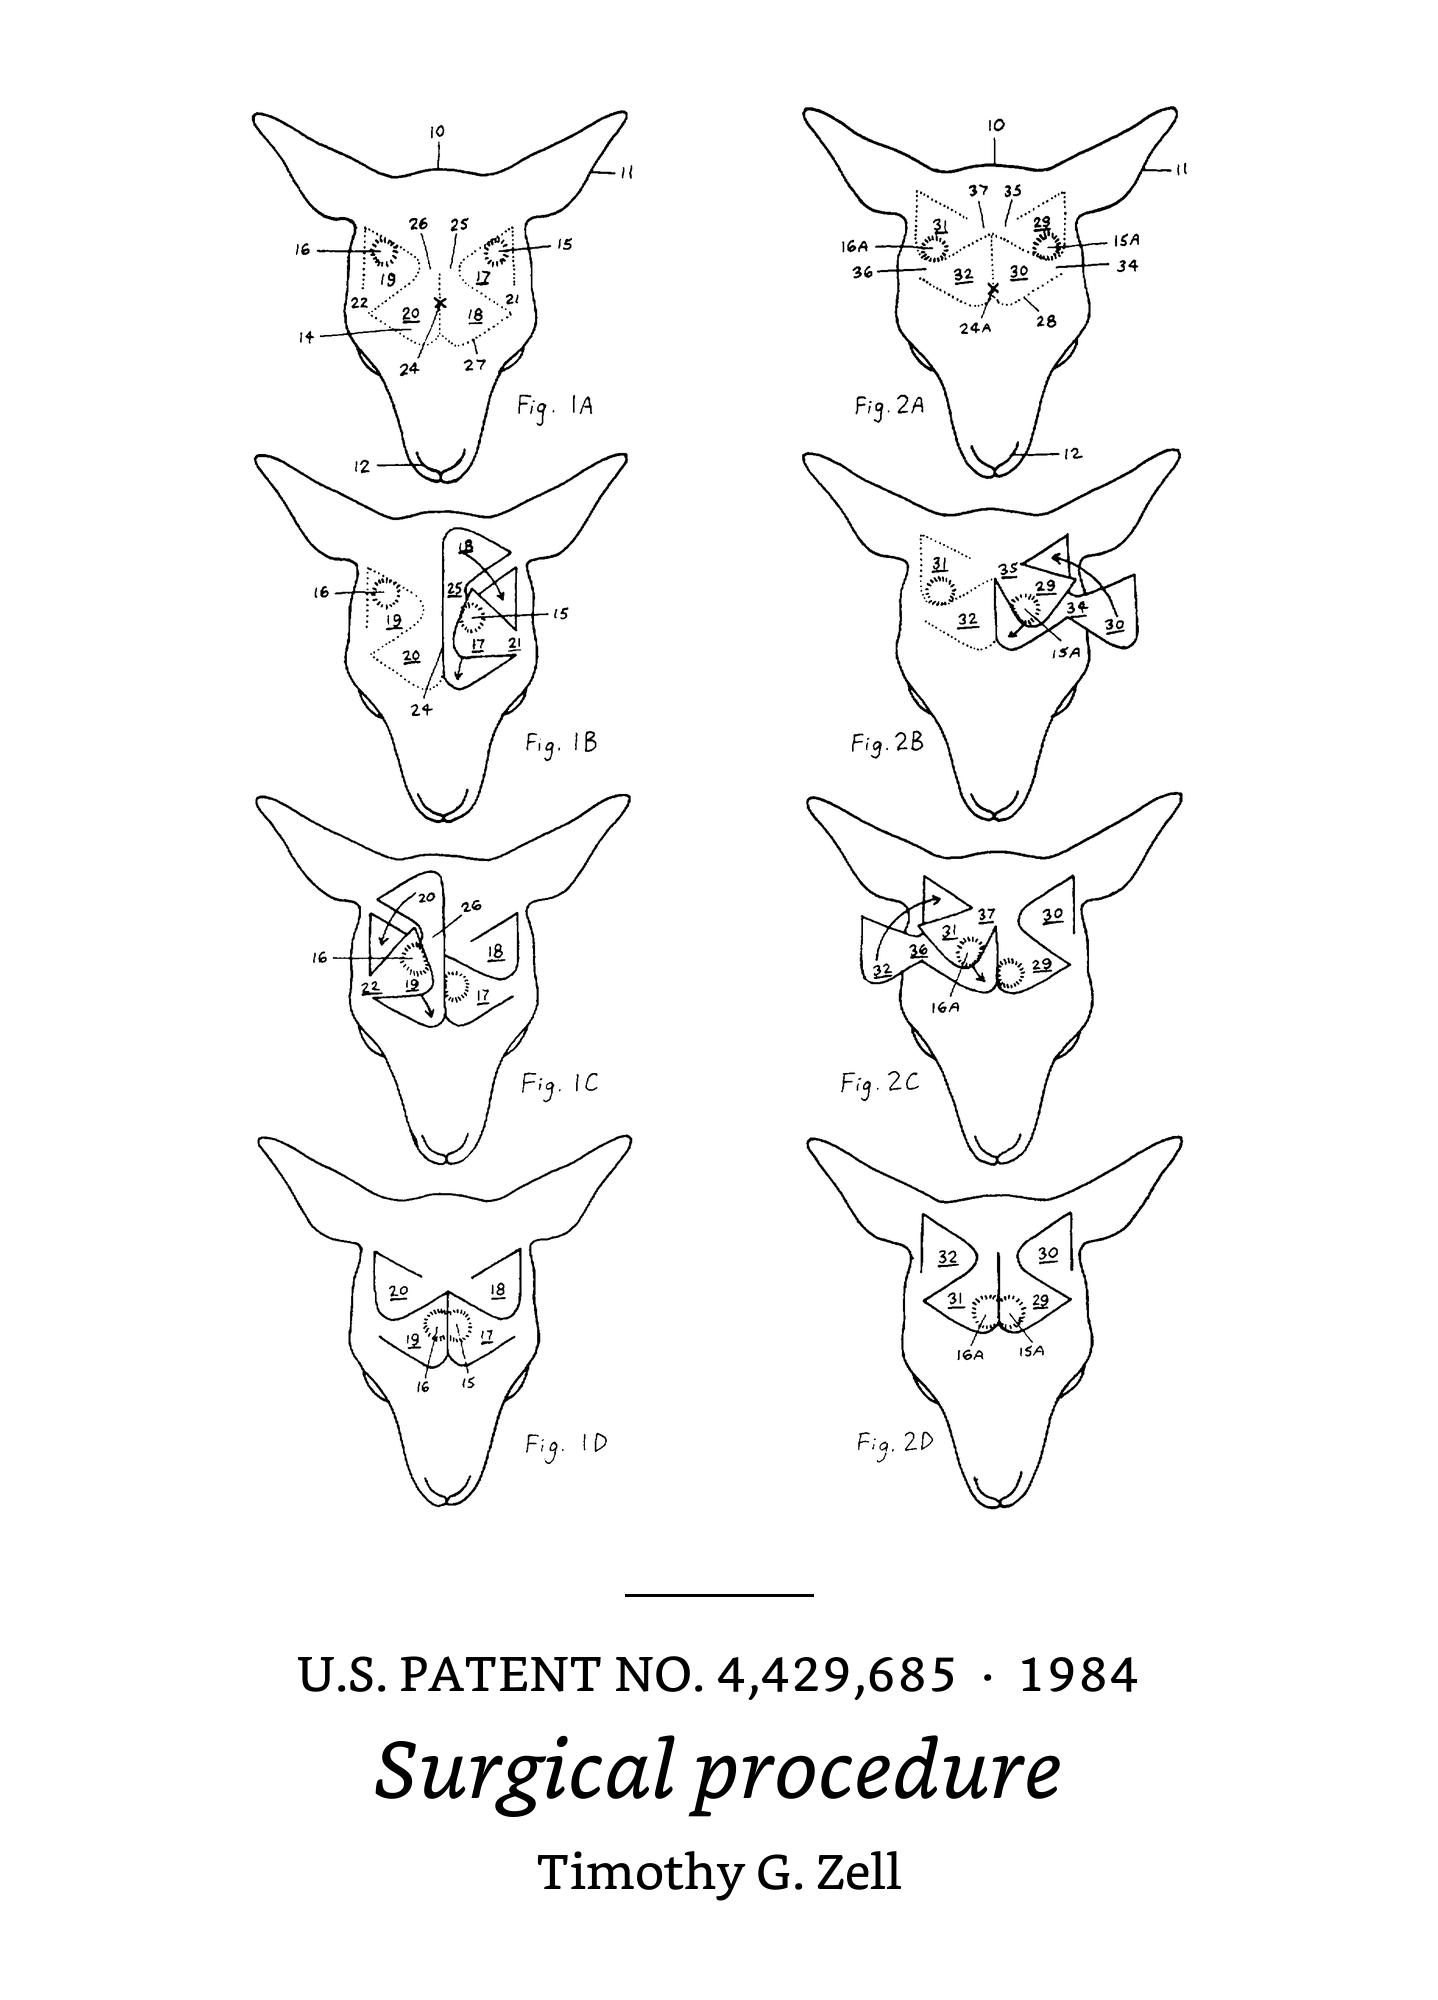 10
10
11
11
37 35
26 25
31 29
16 15
16A 15A
19 17
36 32 30 34
22 21
20 18
14
24A 28
24 27
Fig. 1A
Fig. 2A
12
12
18
31 35
16 25 29
15 34
19 32 30
20 17 21
15A
24
Fig. 1B
Fig. 2B
20 26
37 30
31
16 18
36
22 19 17
32 29
16A
Fig. 1C
Fig. 2C
32 30
20 18
31 29
19 17
16A 15A
16 15
Fig. 1D
Fig. 2D
U.S. PATENT NO. 4,429,685 · 1984
Surgical procedure
Timothy G. Zell